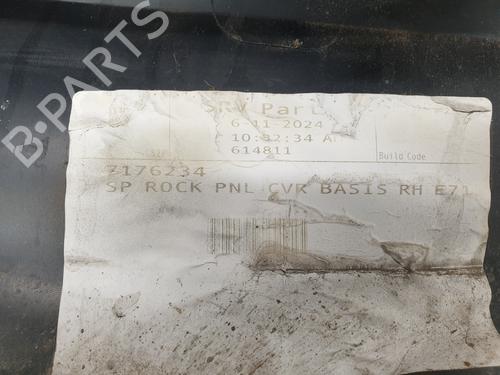 SRV Part
6-11-2024
10:32:34 A
614811
Build Code
7176234
SP ROCK PNL CVR BASIS RH E71
B-PARTS